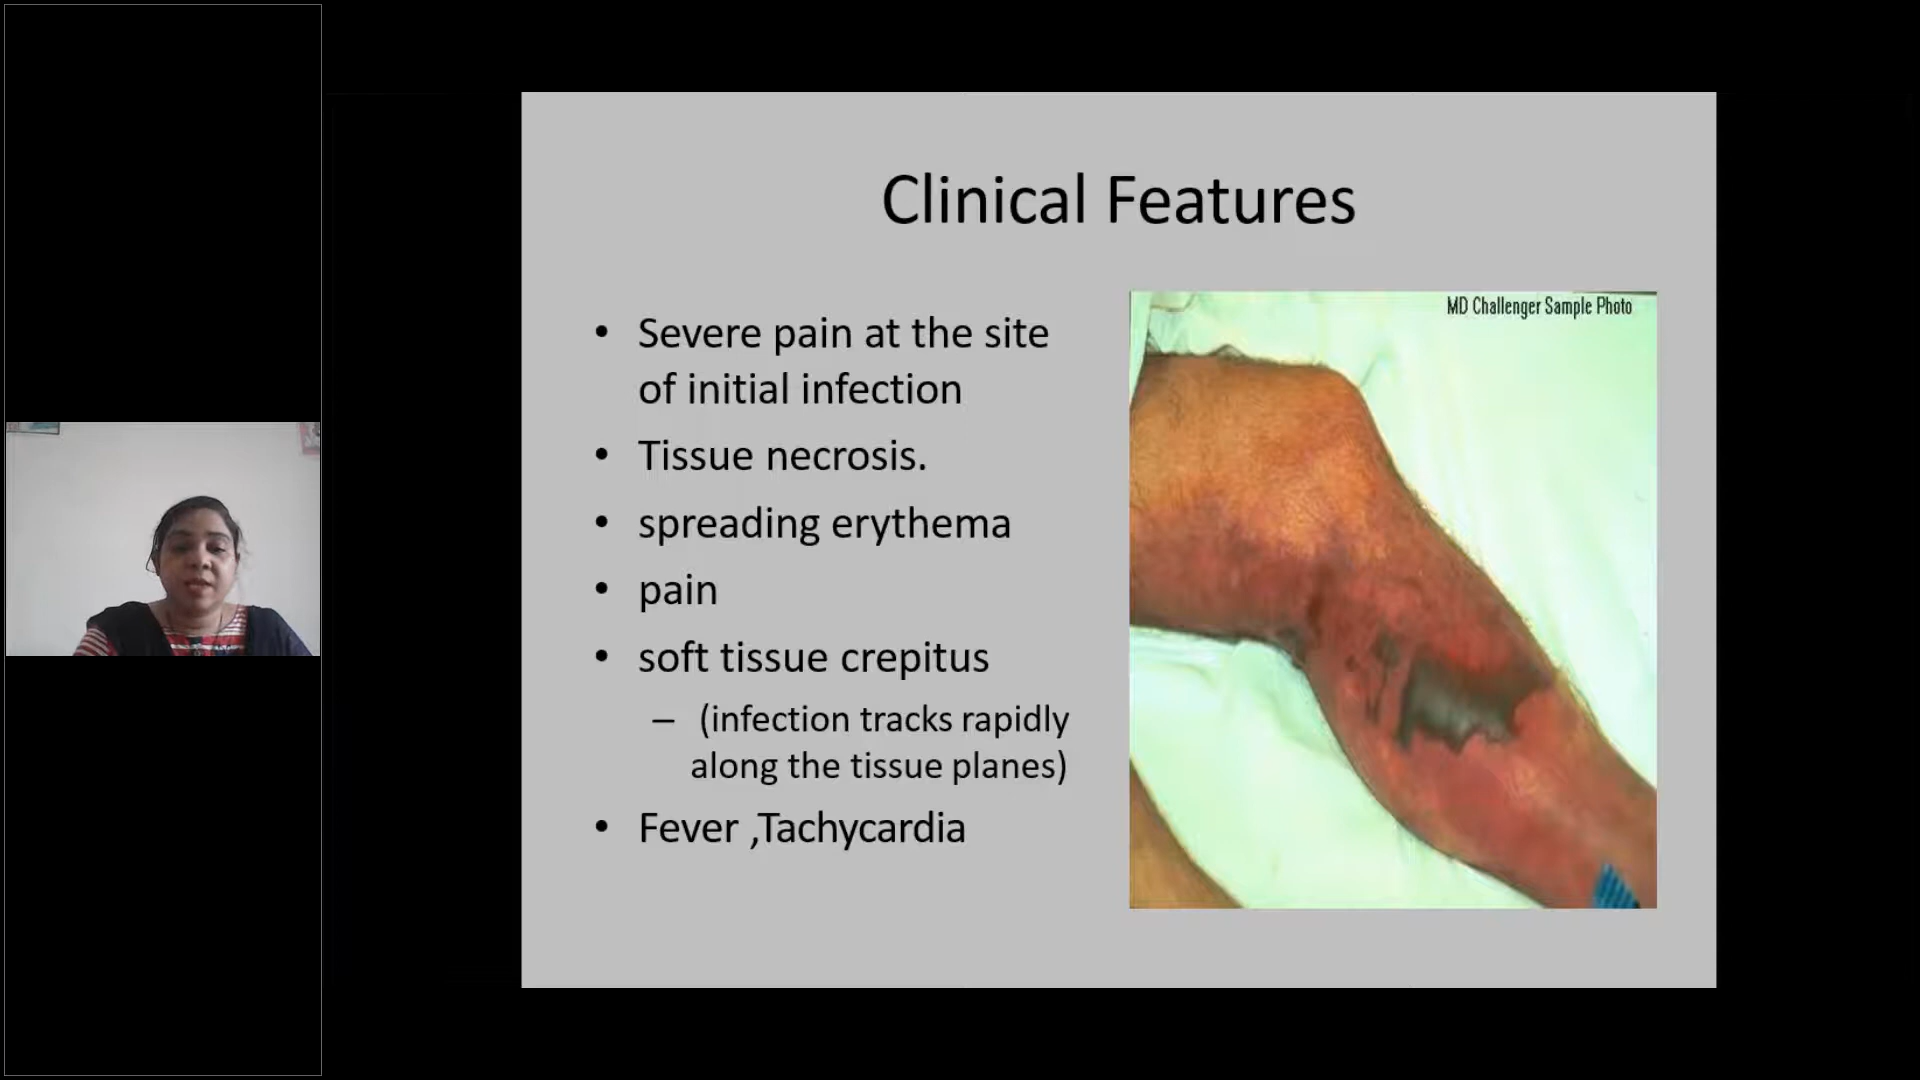 Clinical Features
• Severe pain at the site
of initial infection
• Tissue necrosis.
• spreading erythema
• pain
• soft tissue crepitus
– (infection tracks rapidly
along the tissue planes)
• Fever ,Tachycardia
MD Challenger Sample Photo